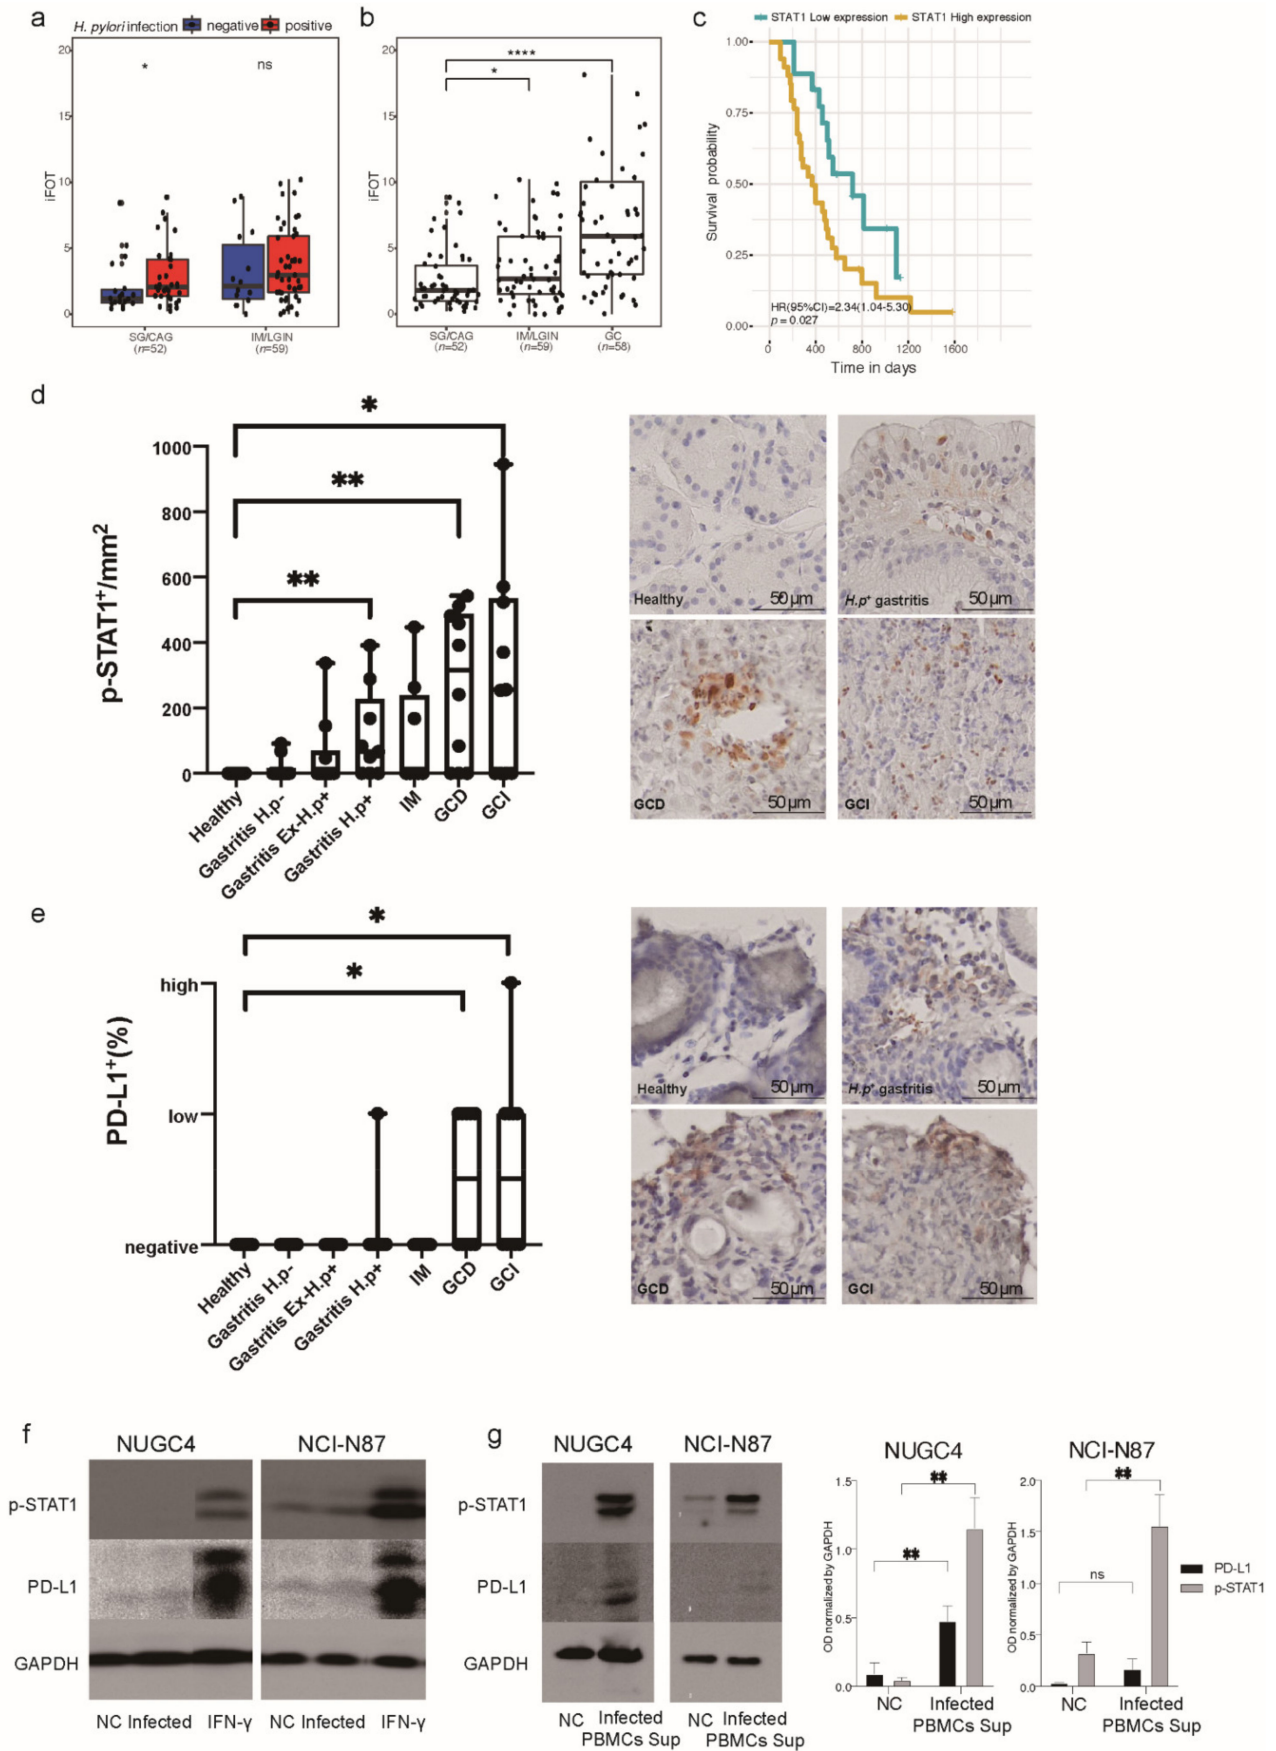 a
H. pylori infection negative positive
iFOT
20
15
10
5
0
*
ns
SG/CAG
(n=52)
IM/LGIN
(n=59)
b
iFOT
20
15
10
5
0
****
*
SG/CAG
(n=52)
IM/LGIN
(n=59)
GC
(n=58)
c
STAT1 Low expression STAT1 High expression
Survival probability
1.00
0.75
0.50
0.25
0.00
HR(95%CI)=2.34(1.04-5.30)
p = 0.027
0 400 800 1200 1600
Time in days
d
p-STAT1+/mm²
1000
800
600
400
200
0
*
**
**
Healthy
Gastritis H.p-
Gastritis Ex-H.p+
Gastritis H.p+
IM
GCD
GCI
Healthy 50 µm
H.p+ gastritis 50 µm
GCD 50 µm
GCI 50 µm
e
PD-L1+(%)
high
low
negative
*
*
Healthy
Gastritis H.p-
Gastritis Ex-H.p+
Gastritis H.p+
IM
GCD
GCI
Healthy 50 µm
H.p+ gastritis 50 µm
GCD 50 µm
GCI 50 µm
f
NUGC4 NCI-N87
p-STAT1
PD-L1
GAPDH
NC Infected IFN-γ NC Infected IFN-γ
g
NUGC4 NCI-N87
p-STAT1
PD-L1
GAPDH
NC Infected NC Infected
PBMCs Sup PBMCs Sup
NUGC4
OD normalized by GAPDH
1.5
1.0
0.5
0.0
**
**
NC Infected
PBMCs Sup
NCI-N87
OD normalized by GAPDH
2.0
1.5
1.0
0.5
0.0
**
ns
NC Infected
PBMCs Sup
PD-L1
p-STAT1